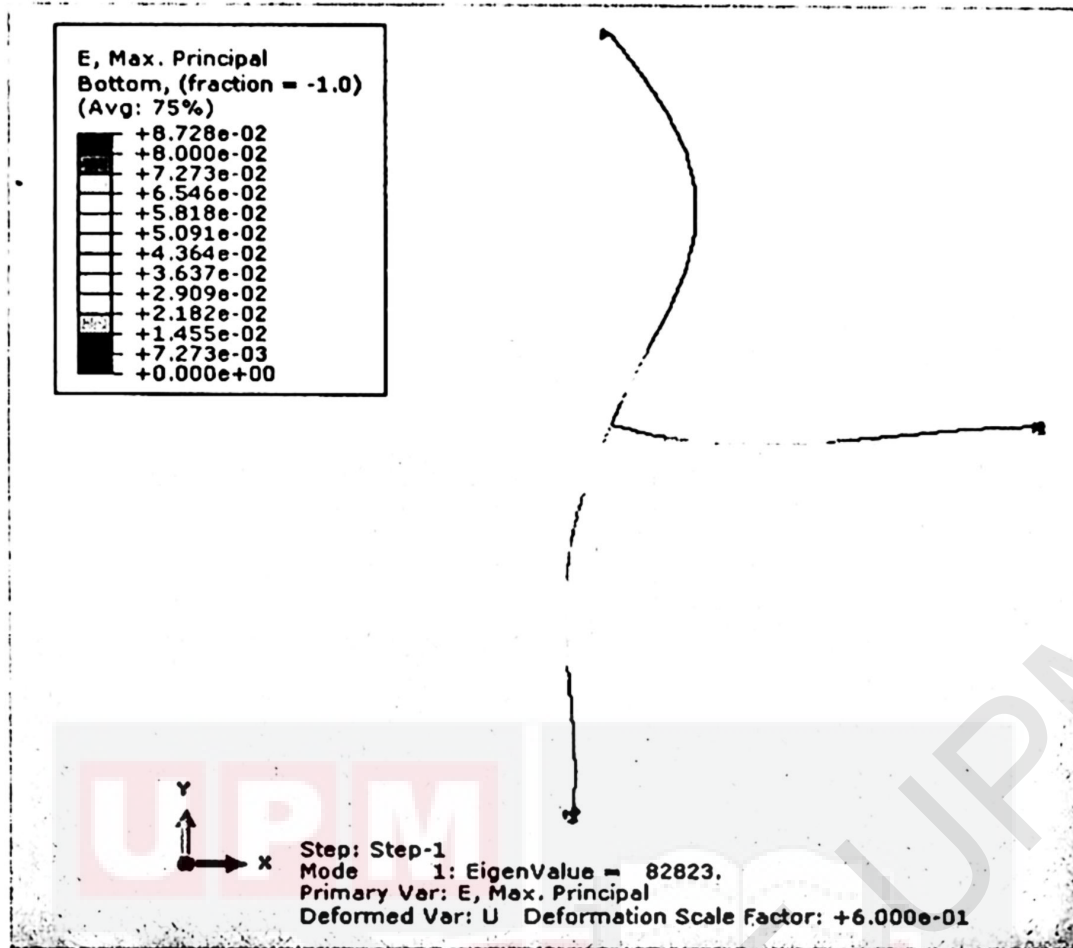 E, Max. Principal
Bottom, (fraction = -1.0)
(Avg: 75%)
+8.728e-02
+8.000e-02
+7.273e-02
+6.546e-02
+5.818e-02
+5.091e-02
+4.364e-02
+3.637e-02
+2.909e-02
+2.182e-02
+1.455e-02
+7.273e-03
+0.000e+00
Y
X
Step: Step-1
Mode 1: EigenValue = 82823.
Primary Var: E, Max. Principal
Deformed Var: U Deformation Scale Factor: +6.000e-01
UPM
UPM